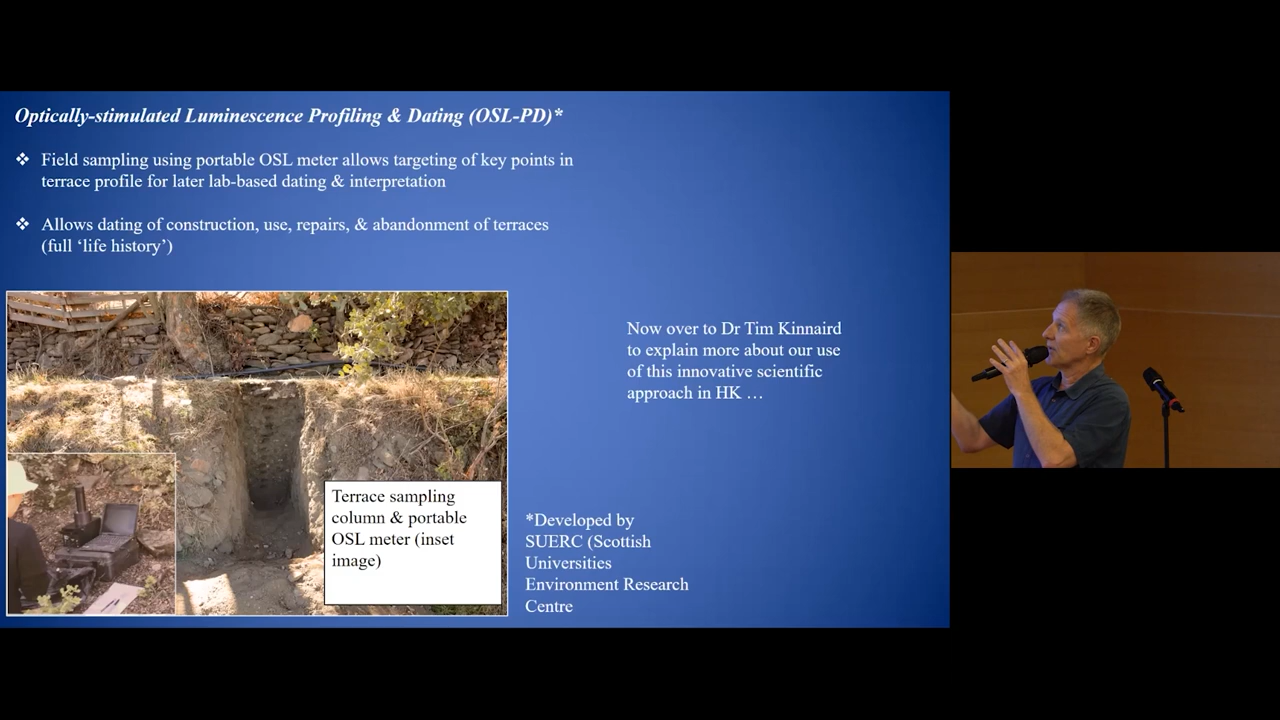 Optically-stimulated Luminescence Profiling & Dating (OSL-PD)*
❖ Field sampling using portable OSL meter allows targeting of key points in
terrace profile for later lab-based dating & interpretation
❖ Allows dating of construction, use, repairs, & abandonment of terraces
(full ‘life history’)
Now over to Dr Tim Kinnaird
to explain more about our use
of this innovative scientific
approach in HK …
Terrace sampling
column & portable
OSL meter (inset
image)
*Developed by
SUERC (Scottish
Universities
Environment Research
Centre